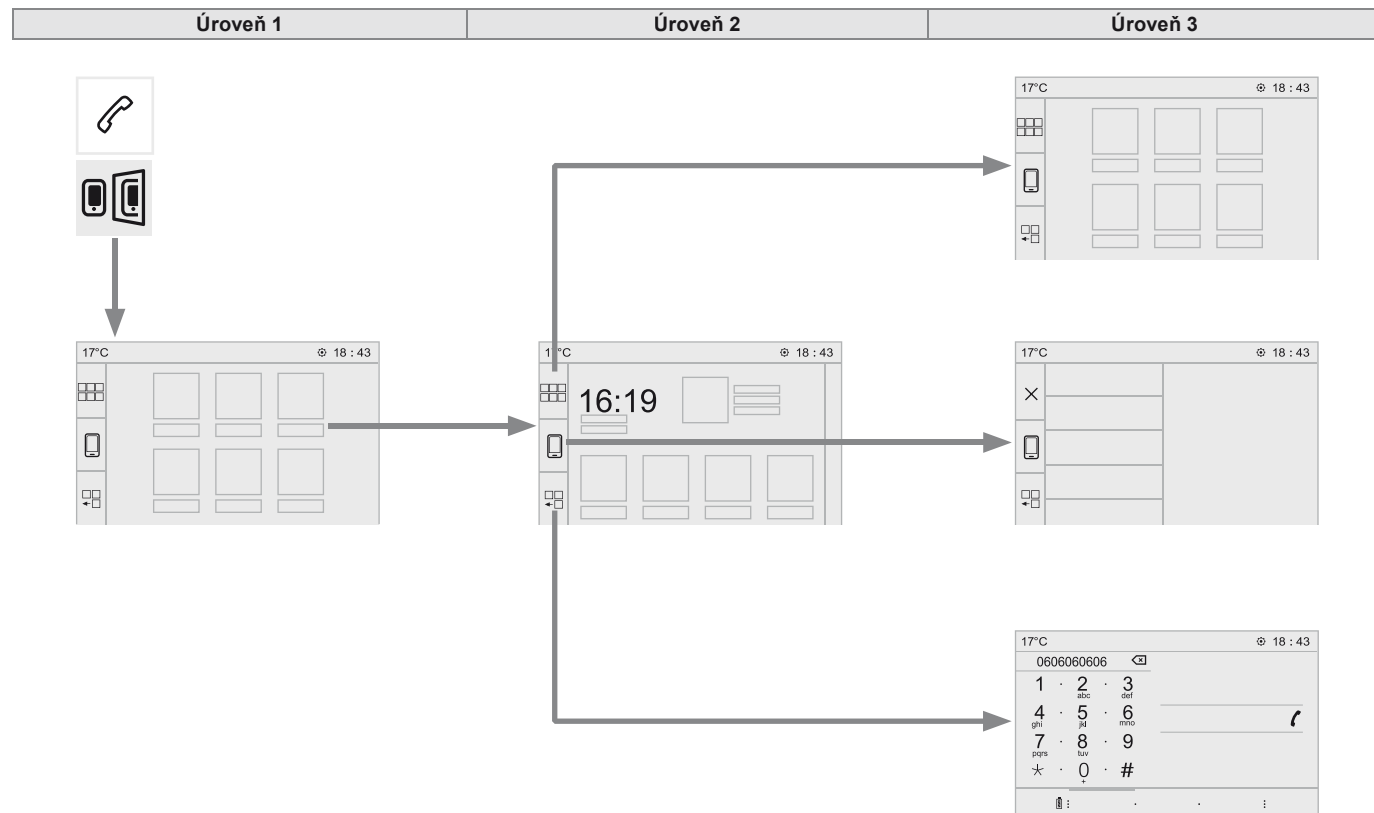 Úroveň 1
Úroveň 2
Úroveň 3
17°C 18 : 43
17°C 18 : 43
17°C 18 : 43
16:19
17°C 18 : 43
17°C 18 : 43
0606060606
1 · 2 · 3
abc def
4 · 5 · 6
ghi jkl mno
7 · 8 · 9
pqrs tuv
* · 0 · #
+